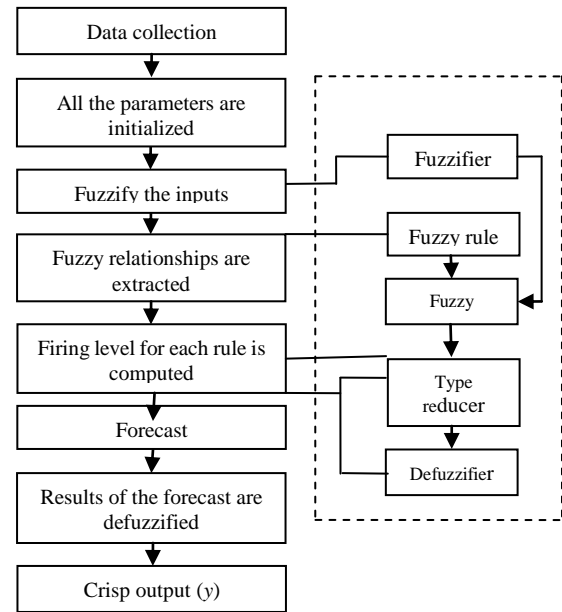 Data collection
All the parameters are
initialized
Fuzzify the inputs
Fuzzy relationships are
extracted
Firing level for each rule is
computed
Forecast
Results of the forecast are
defuzzified
Crisp output (y)
Fuzzifier
Fuzzy rule
Fuzzy
Type
reducer
Defuzzifier